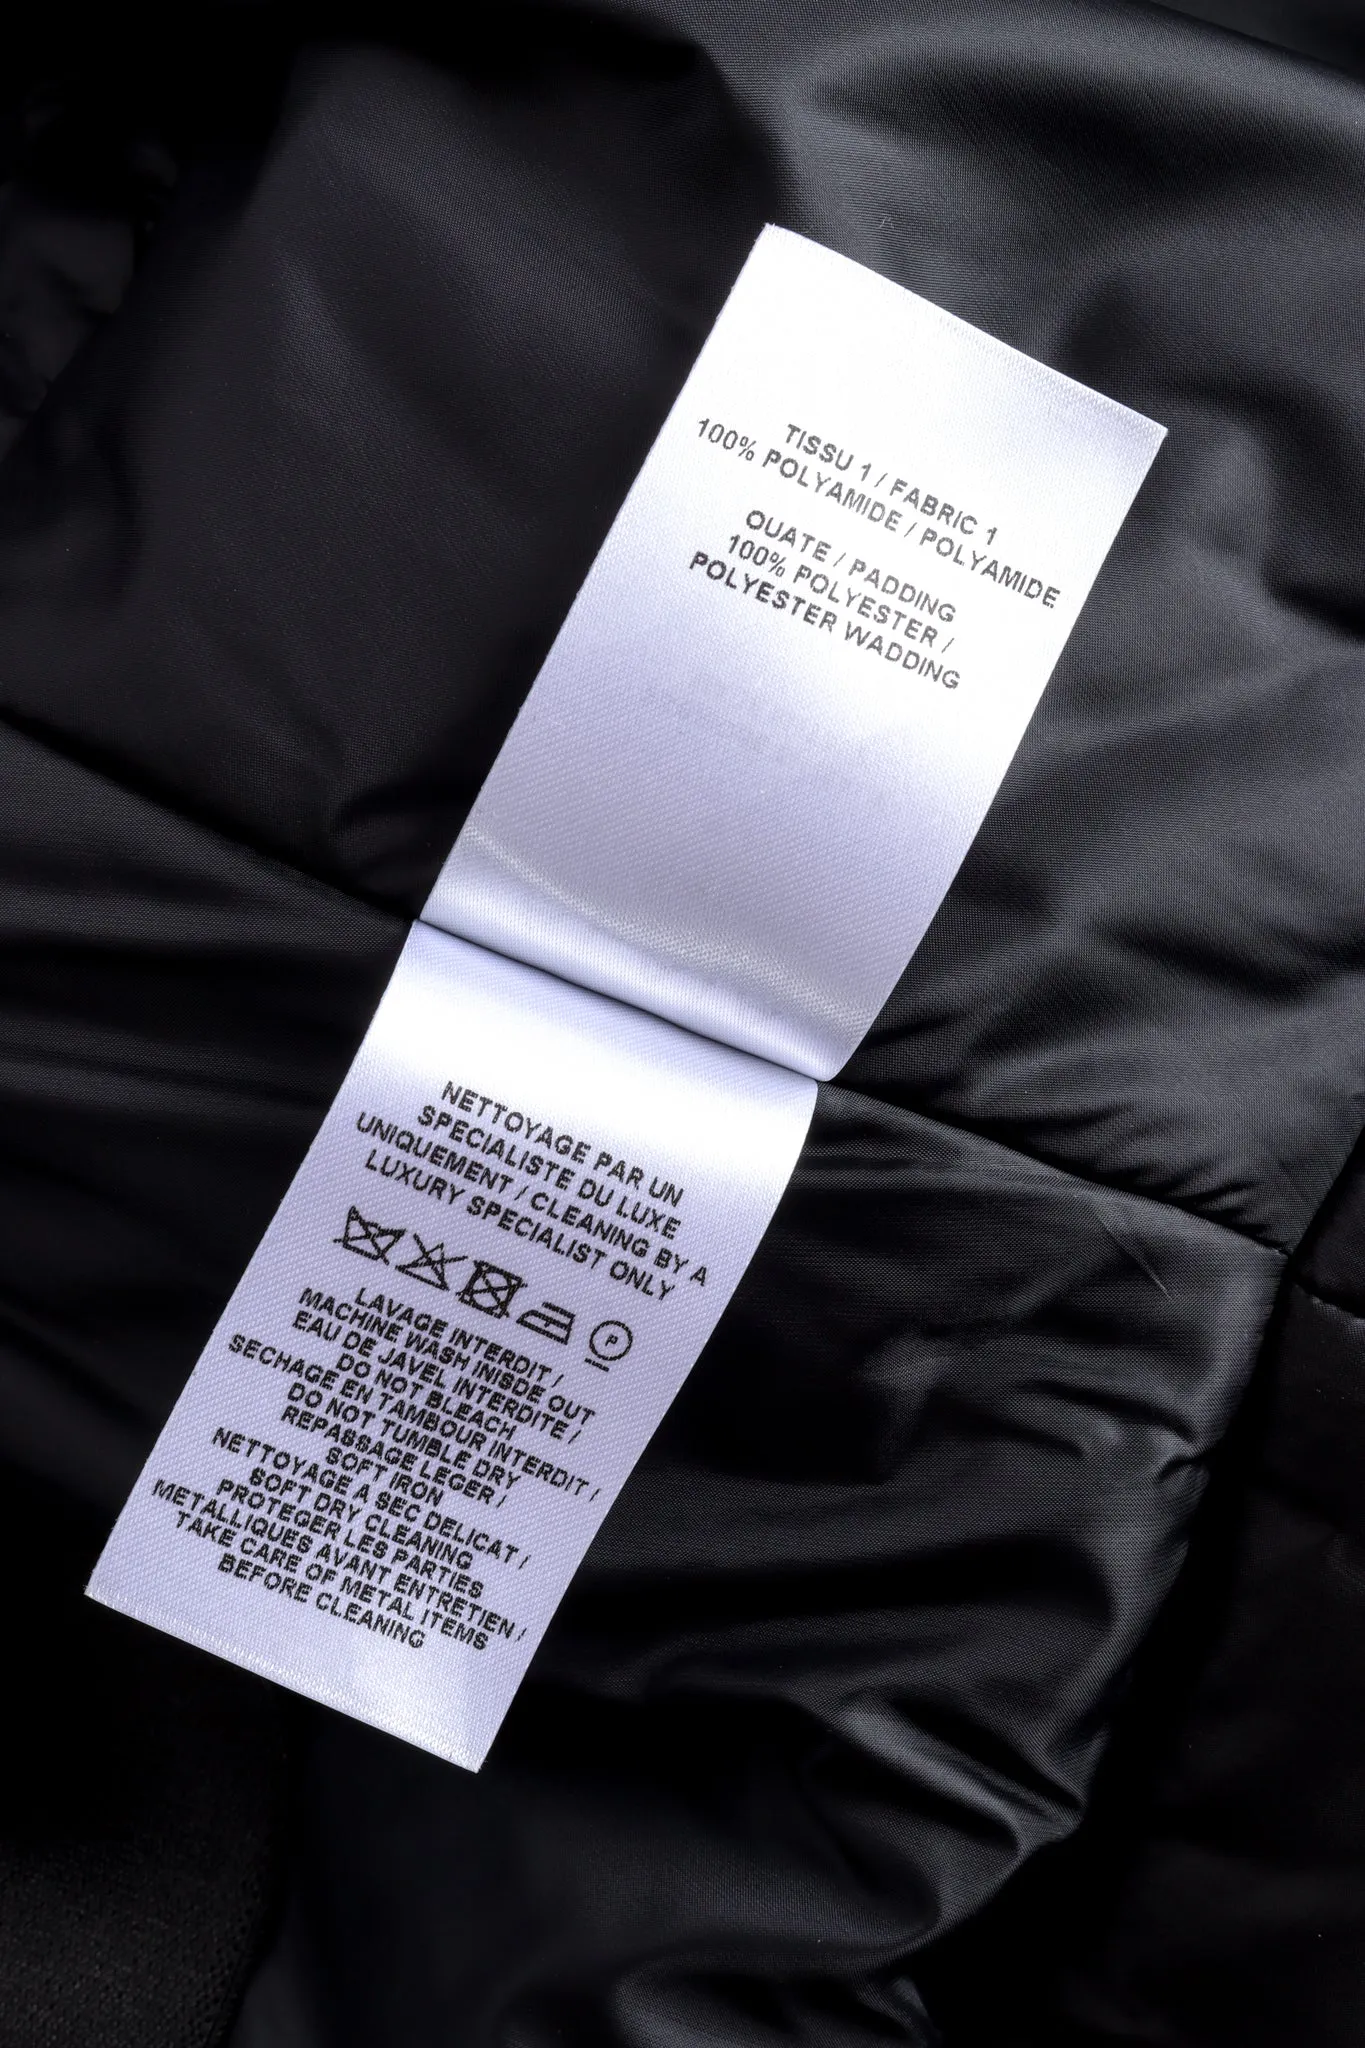 TISSU 1 / FABRIC 1
100% POLYAMIDE / POLYAMIDE
OUATE / PADDING
100% POLYESTER /
POLYESTER WADDING
NETTOYAGE PAR UN
SPECIALISTE DU LUXE
UNIQUEMENT / CLEANING BY A
LUXURY SPECIALIST ONLY
P
LAVAGE INTERDIT /
MACHINE WASH INISDE OUT
EAU DE JAVEL INTERDITE /
DO NOT BLEACH
SECHAGE EN TAMBOUR INTERDIT /
DO NOT TUMBLE DRY
REPASSAGE LEGER /
SOFT IRON
NETTOYAGE A SEC DELICAT /
SOFT DRY CLEANING
PROTEGER LES PARTIES
METALLIQUES AVANT ENTRETIEN /
TAKE CARE OF METAL ITEMS
BEFORE CLEANING